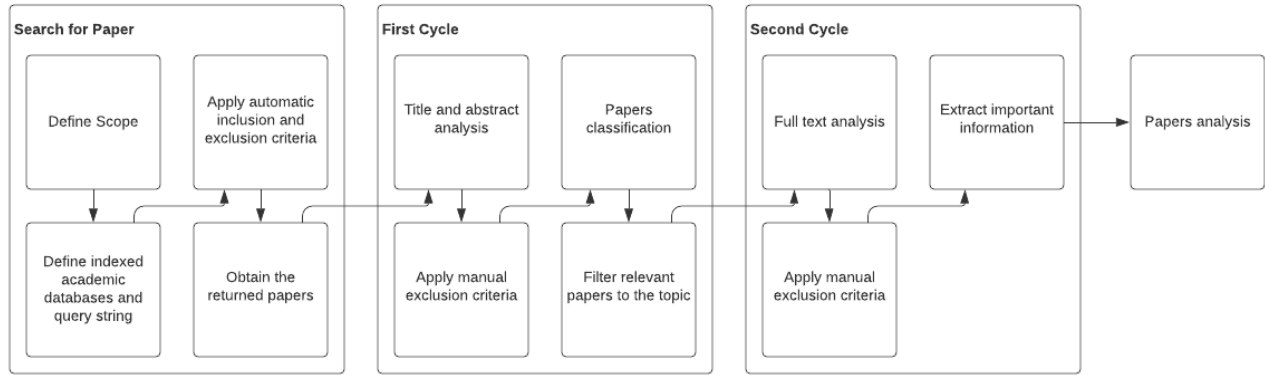 Search for Paper
Define Scope
Define indexed
academic
databases and
query string
Apply automatic
inclusion and
exclusion criteria
Obtain the
returned papers
First Cycle
Title and abstract
analysis
Apply manual
exclusion criteria
Papers
classification
Filter relevant
papers to the topic
Second Cycle
Full text analysis
Apply manual
exclusion criteria
Extract important
information
Papers analysis